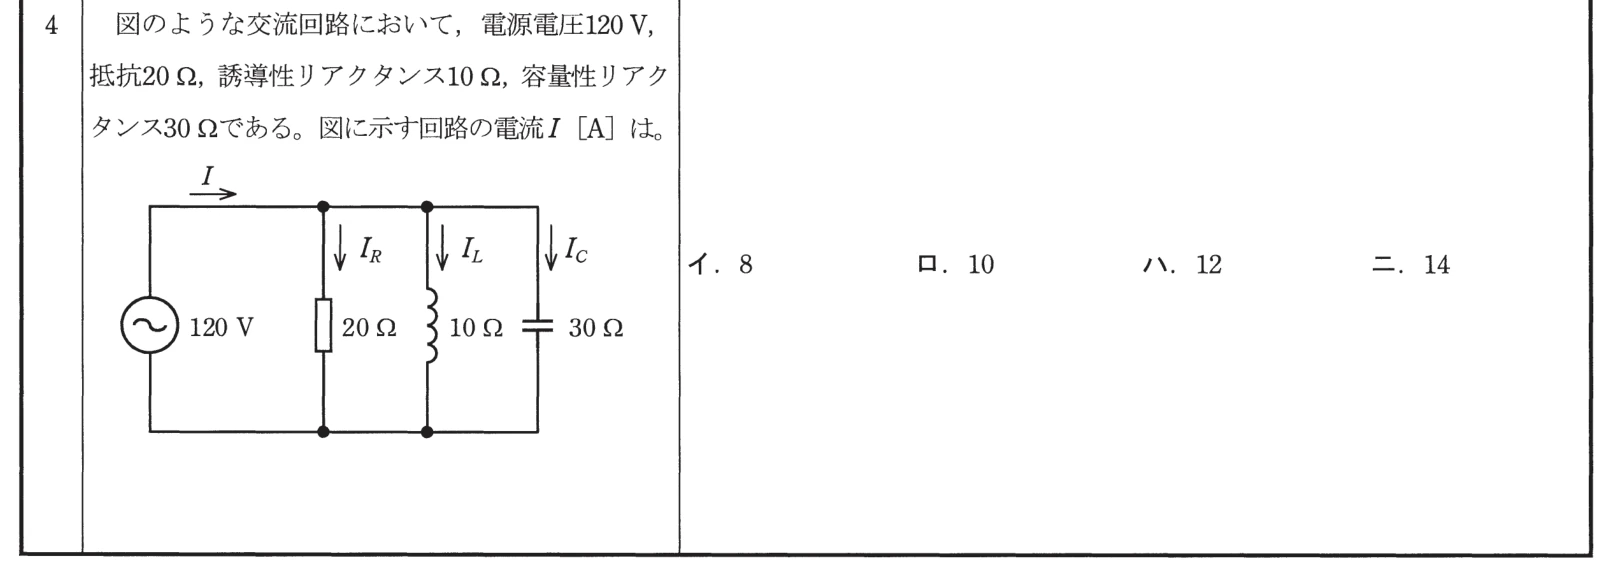 4
図のような交流回路において，電源電圧120 V，
抵抗20 Ω，誘導性リアクタンス10 Ω，容量性リアク
タンス30 Ωである。図に示す回路の電流 I ［A］は。
I
I_R
I_L
I_C
120 V
20 Ω
10 Ω
30 Ω
イ．8
ロ．10
ハ．12
ニ．14